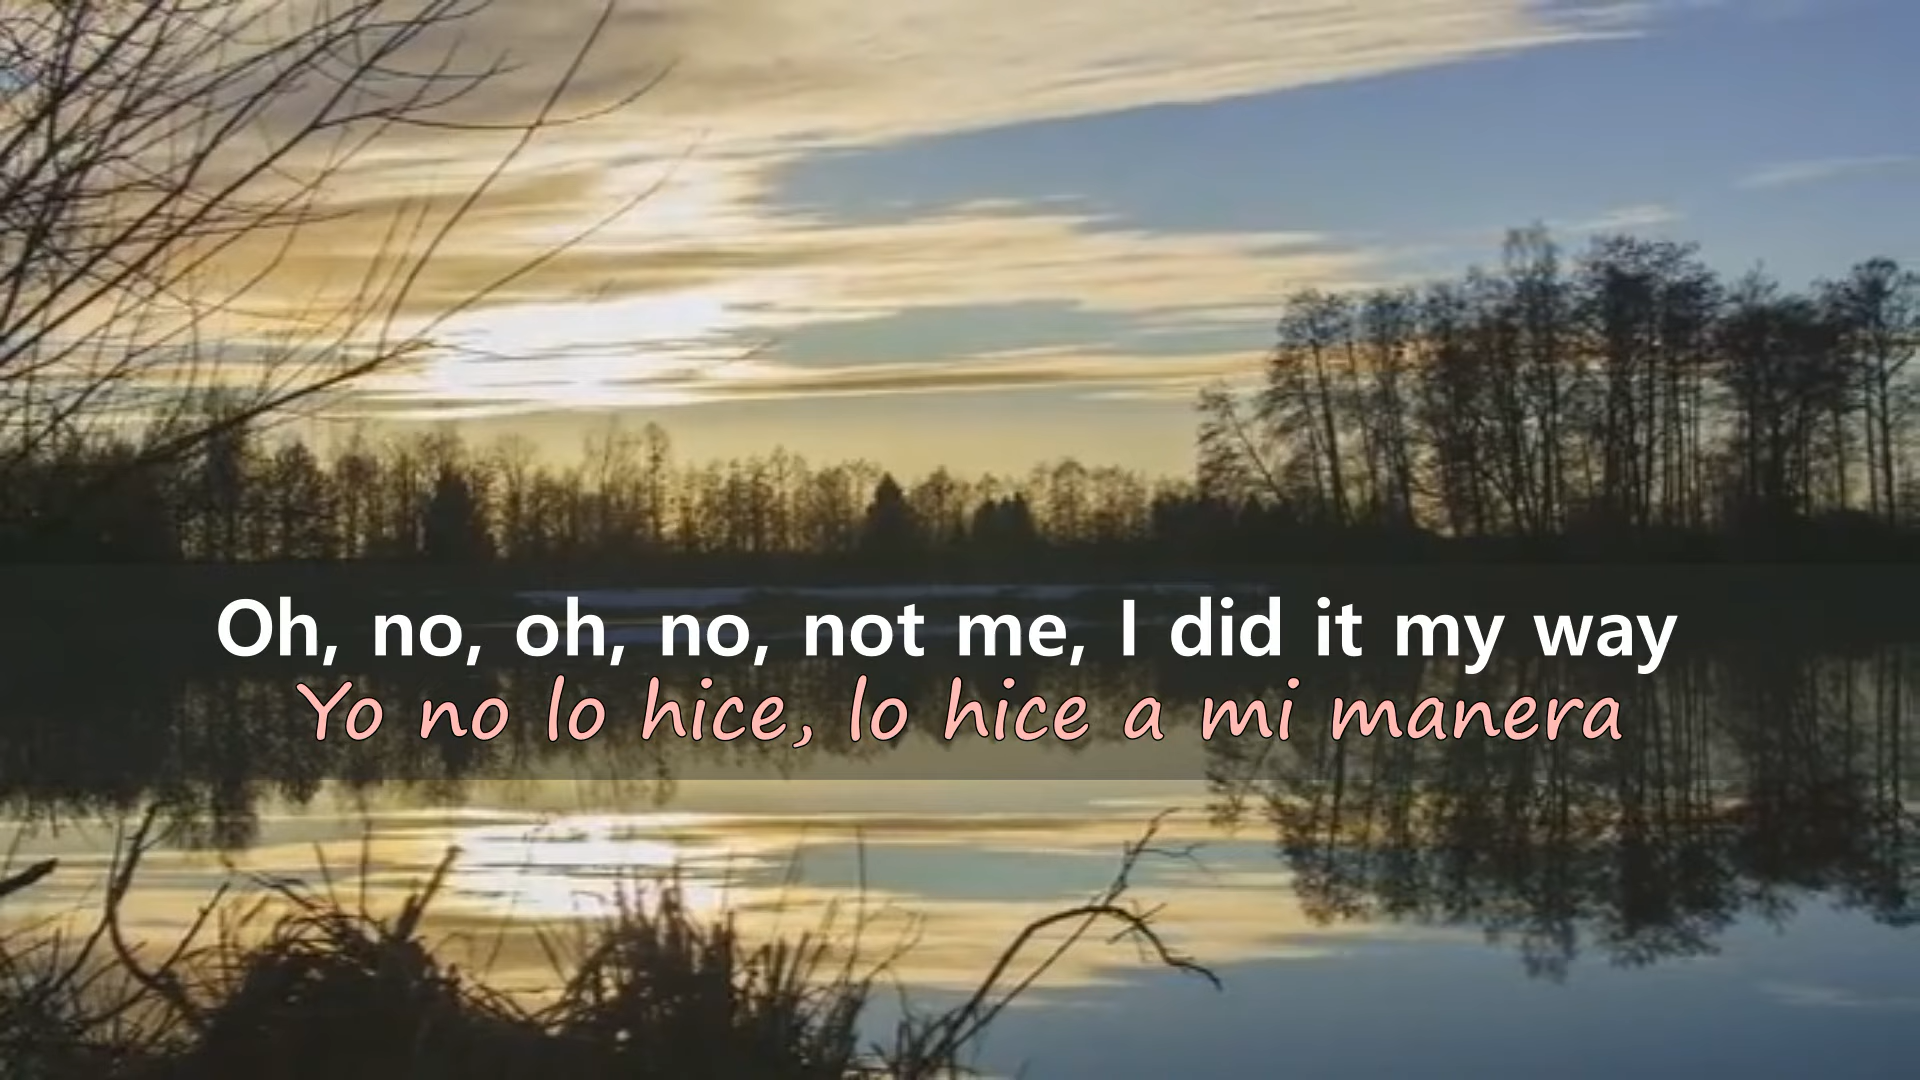 Oh, no, oh, no, not me, I did it my way
Yo no lo hice, lo hice a mi manera